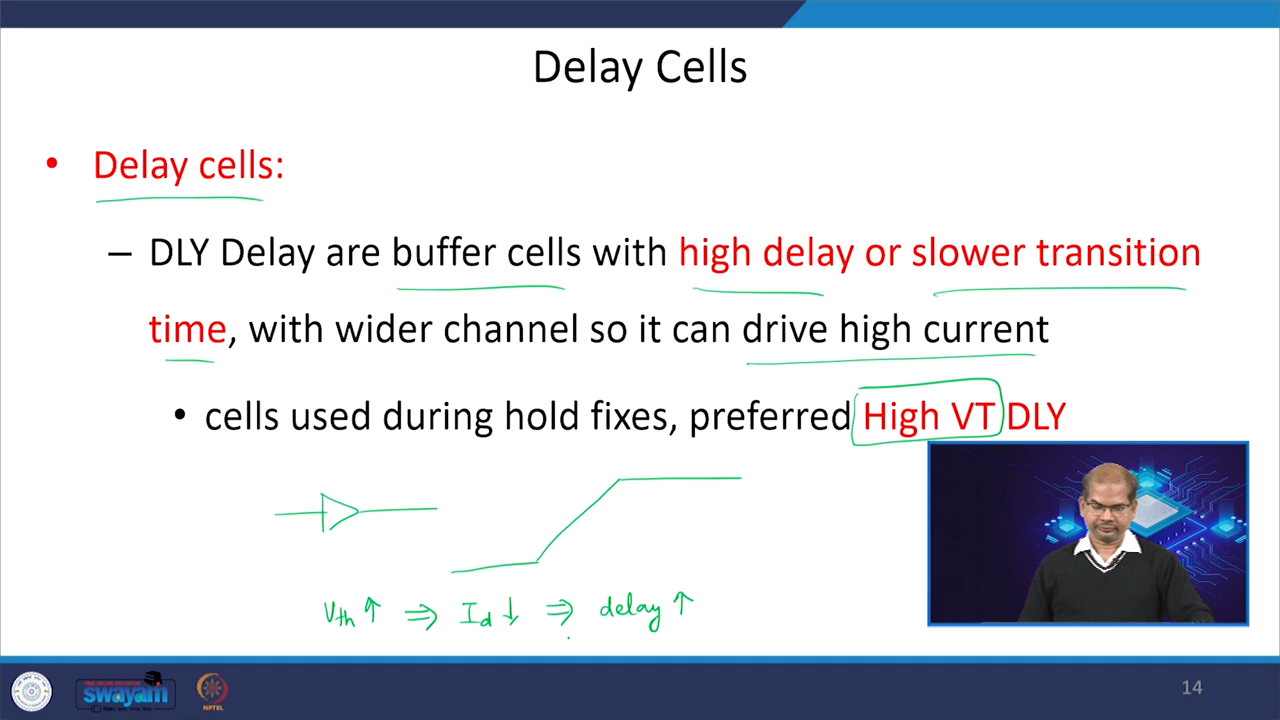 Delay Cells
• Delay cells:
– DLY Delay are buffer cells with high delay or slower transition
time, with wider channel so it can drive high current
• cells used during hold fixes, preferred High VT DLY
Vth ↑ ⇒ Id ↓ ⇒ delay ↑
swayam
NPTEL
14